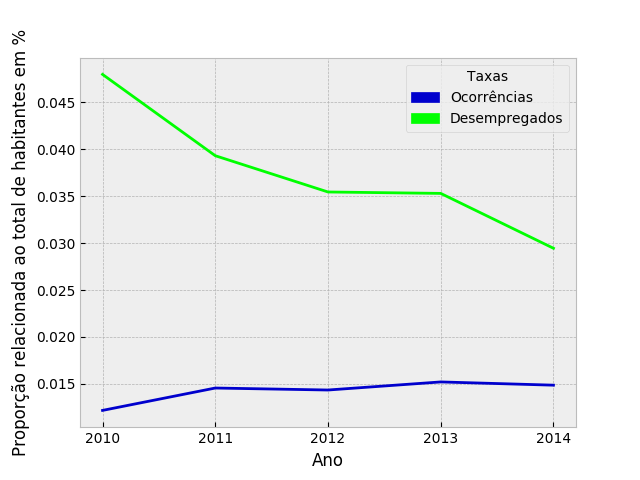 Proporção relacionada ao total de habitantes em %
Taxas
Ocorrências
Desempregados
0.045
0.040
0.035
0.030
0.025
0.020
0.015
2010 2011 2012 2013 2014
Ano